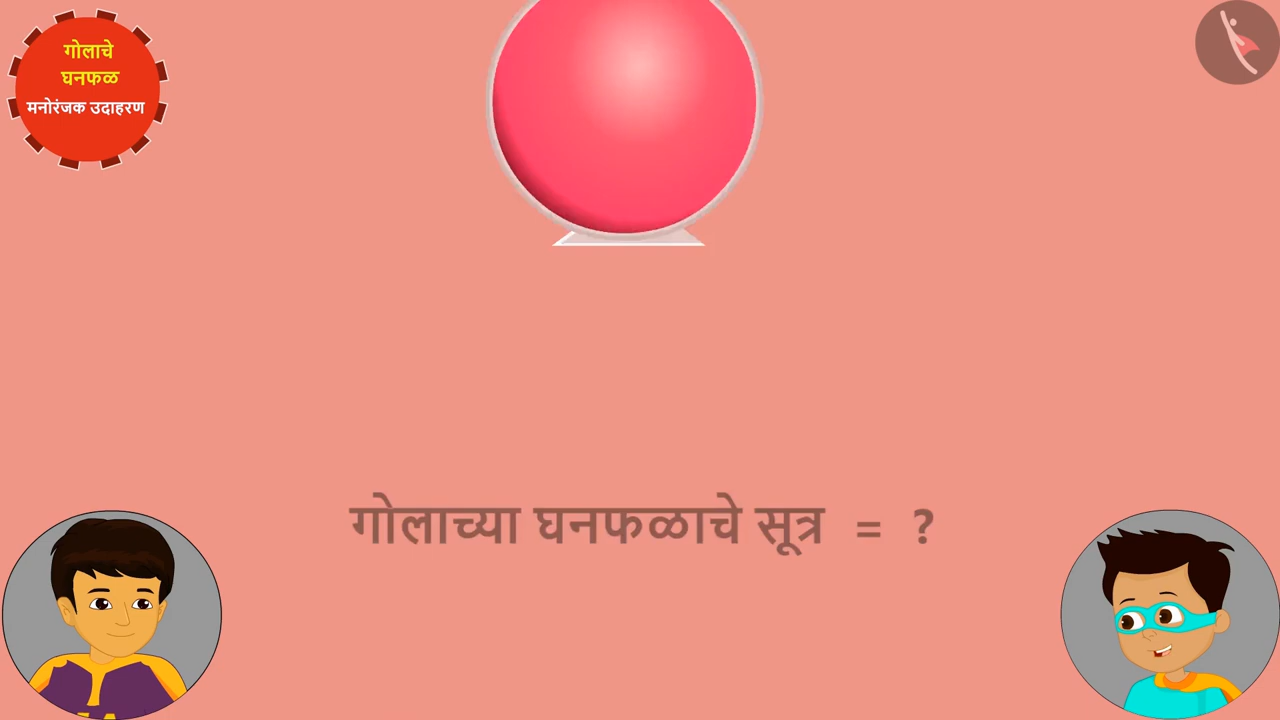 गोलाचे
घनफळ
मनोरंजक उदाहरण
गोलाच्या घनफळाचे सूत्र = ?